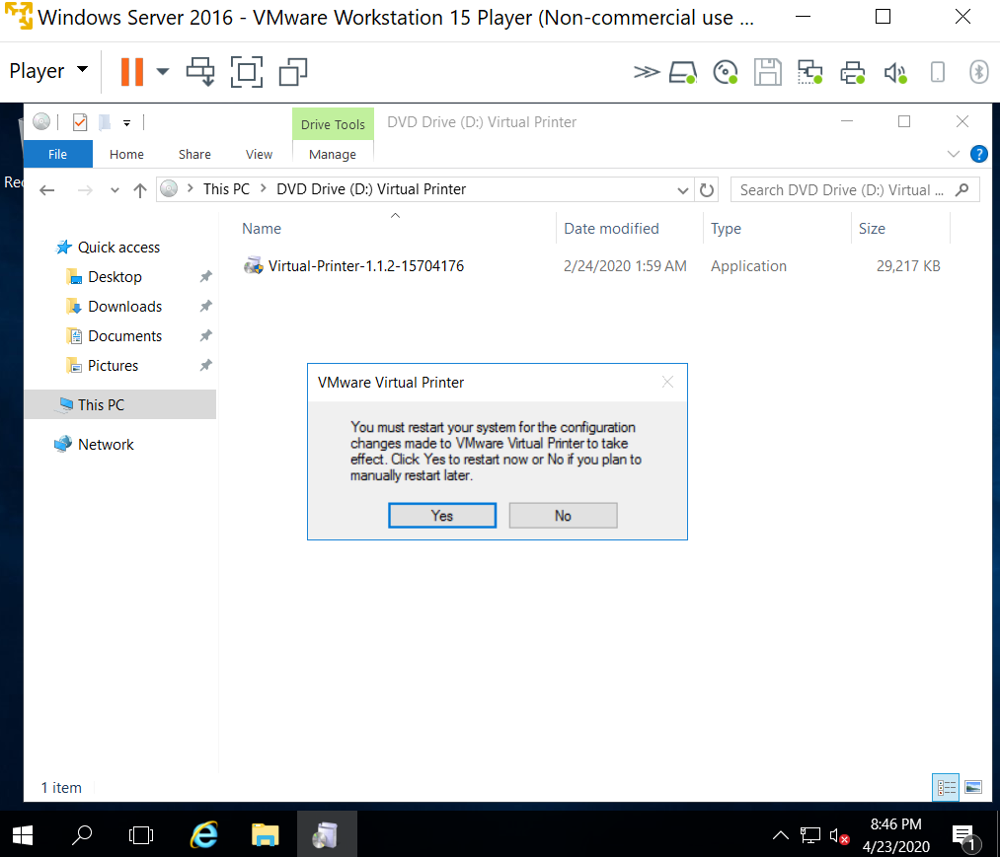 Windows Server 2016 - VMware Workstation 15 Player (Non-commercial use ...
Player
Drive Tools
DVD Drive (D:) Virtual Printer
File
Home
Share
View
Manage
?
Rec
This PC
DVD Drive (D:) Virtual Printer
Search DVD Drive (D:) Virtual ...
Name
Date modified
Type
Size
Quick access
Desktop
Downloads
Documents
Pictures
This PC
Network
Virtual-Printer-1.1.2-15704176
2/24/2020 1:59 AM
Application
29,217 KB
VMware Virtual Printer
You must restart your system for the configuration
changes made to VMware Virtual Printer to take
effect. Click Yes to restart now or No if you plan to
manually restart later.
Yes
No
1 item
8:46 PM
4/23/2020
1